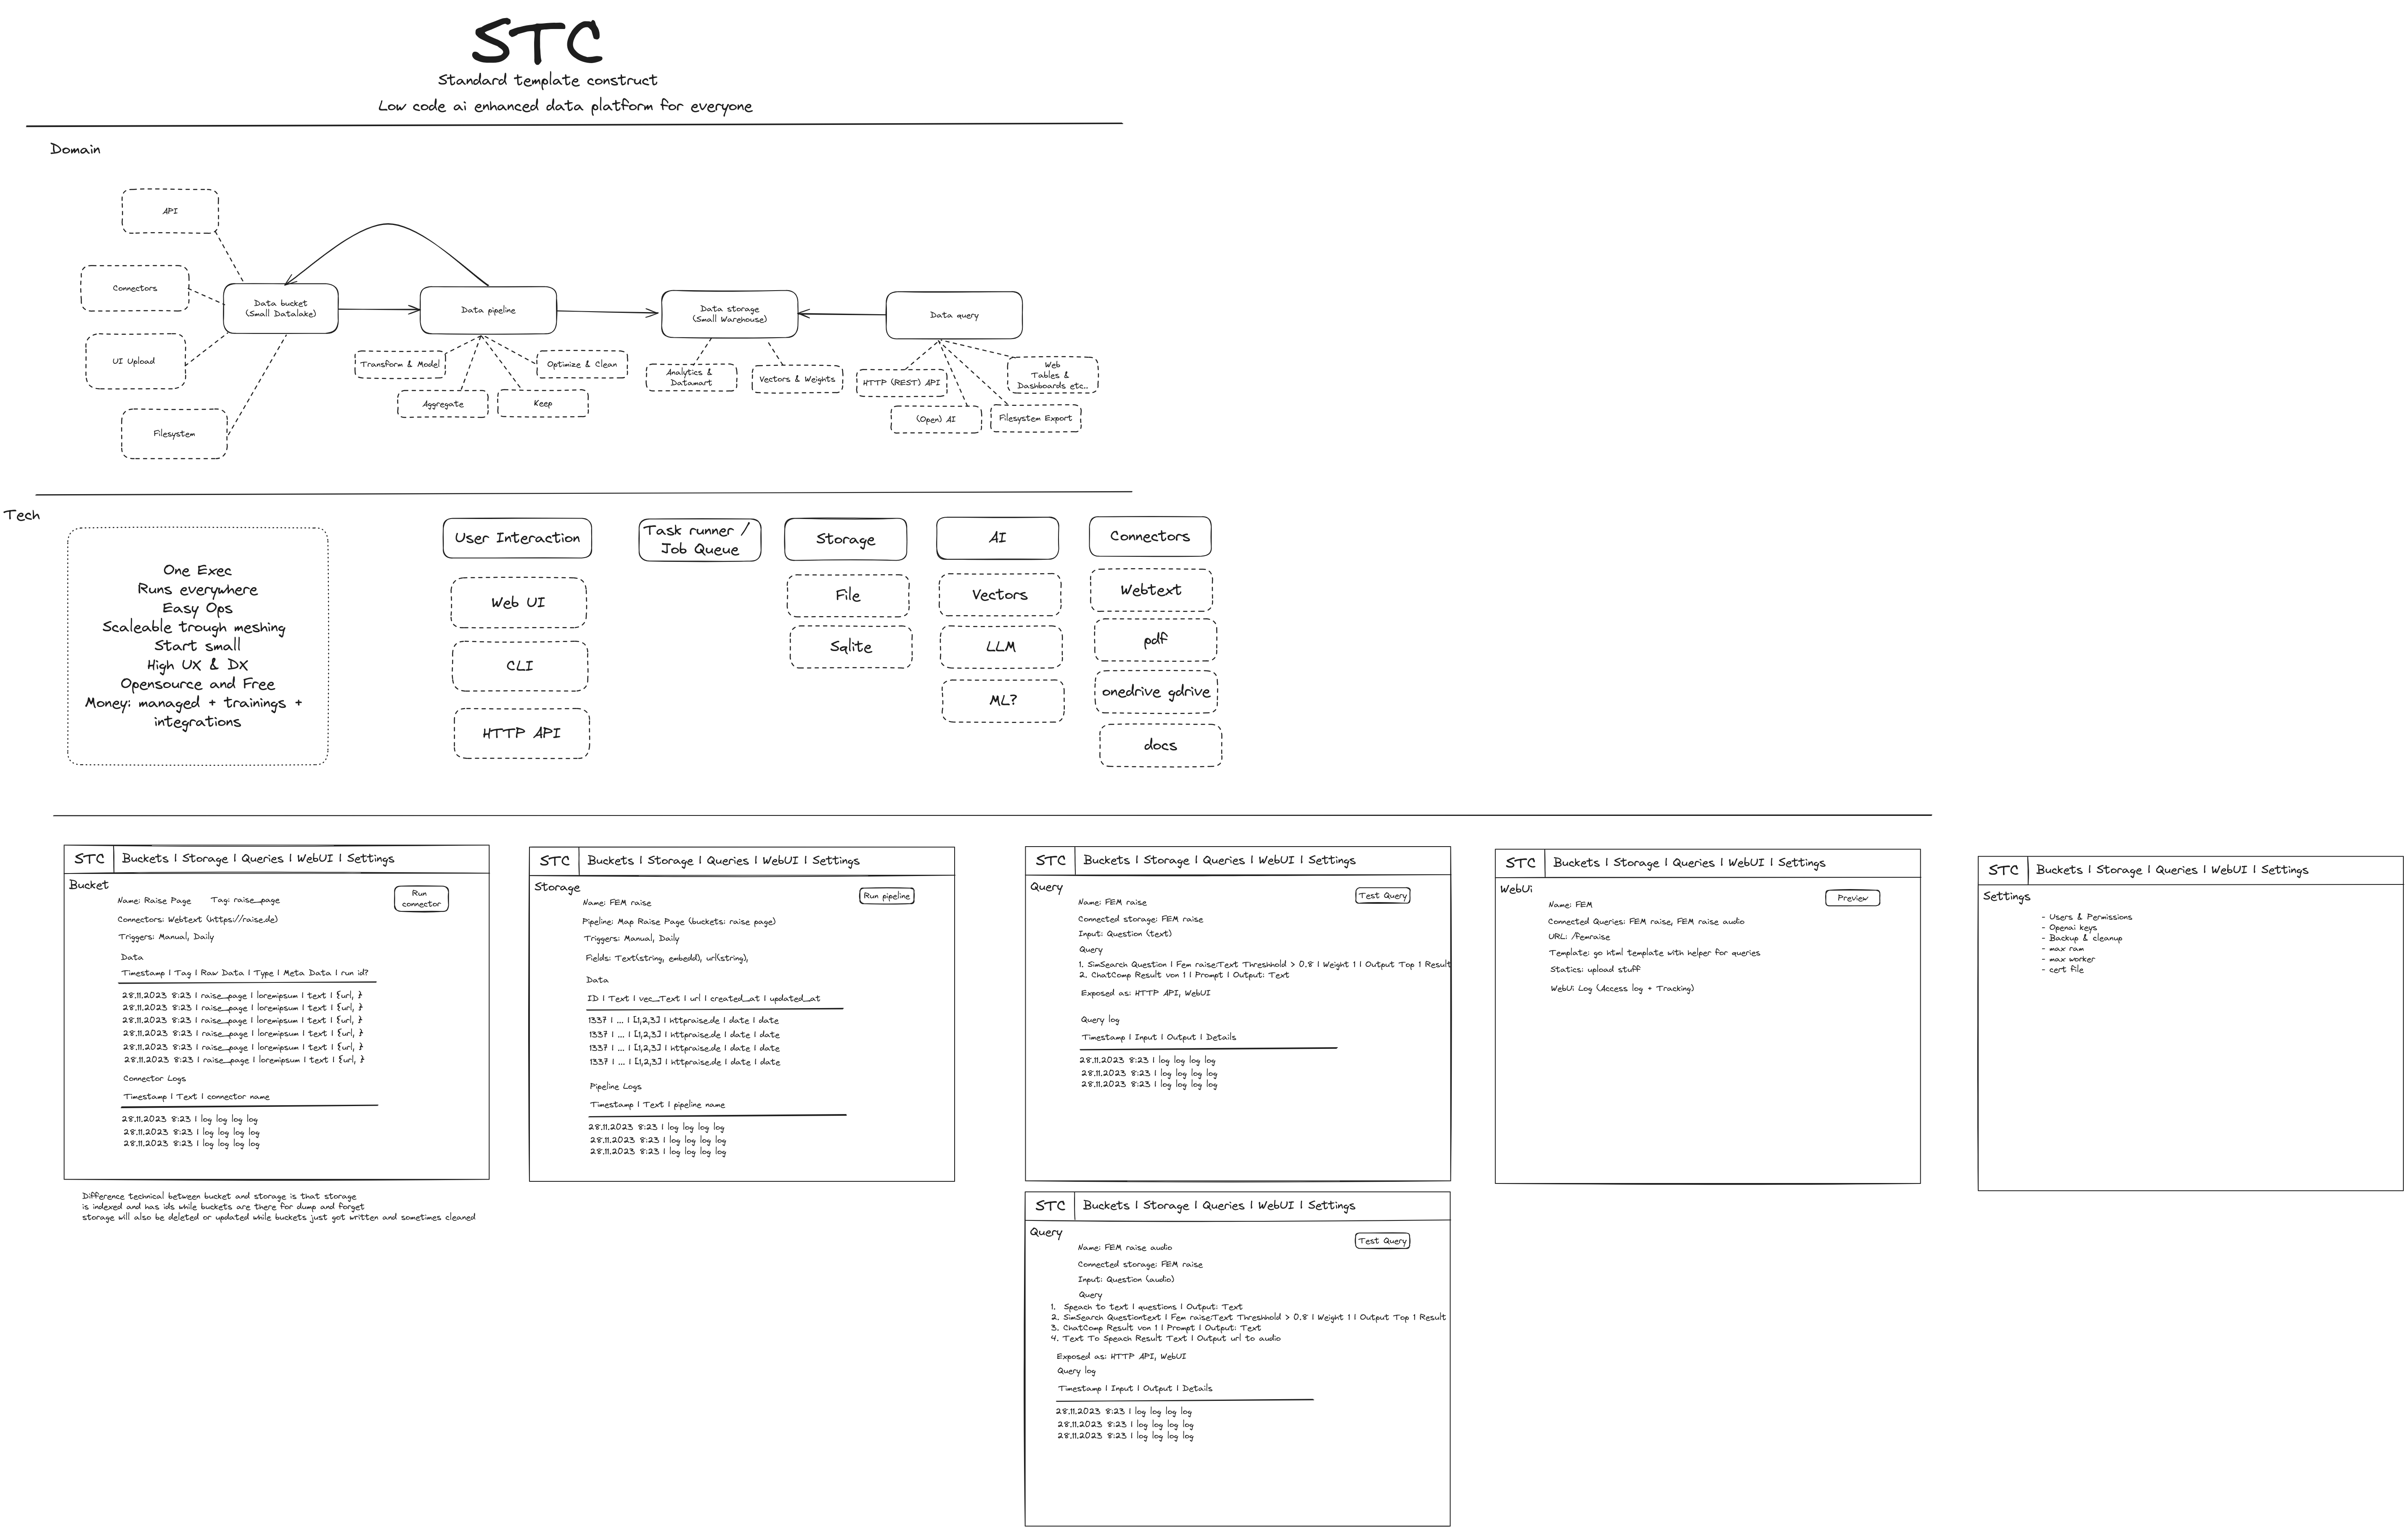 STC
Standard template construct
Low code ai enhanced data platform for everyone
Domain
API
Connectors
UI Upload
Filesystem
Data bucket
(Small Datalake)
Data pipeline
Transform & Model
Optimize & Clean
Aggregate
Keep
Data storage
(Small Warehouse)
Analytics &
Datamart
Vectors & Weights
Data query
HTTP (REST) API
Web
Tables &
Dashboards etc..
(Open) AI
Filesystem Export
Tech
One Exec
Runs everywhere
Easy Ops
Scaleable trough meshing
Start small
High UX & DX
Opensource and Free
Money: managed + trainings +
integrations
User Interaction
Web UI
CLI
HTTP API
Task runner /
Job Queue
Storage
File
Sqlite
AI
Vectors
LLM
ML?
Connectors
Webtext
pdf
onedrive gdrive
docs
STC
Buckets | Storage | Queries | WebUI | Settings
Bucket
Run
connector
Name: Raise Page
Tag: raise_page
Connectors: Webtext (https://raise.de)
Triggers: Manual, Daily
Data
Timestamp | Tag | Raw Data | Type | Meta Data | run id?
28.11.2023 8:23 | raise_page | loremipsum | text | {url, }
28.11.2023 8:23 | raise_page | loremipsum | text | {url, }
28.11.2023 8:23 | raise_page | loremipsum | text | {url, }
28.11.2023 8:23 | raise_page | loremipsum | text | {url, }
28.11.2023 8:23 | raise_page | loremipsum | text | {url, }
28.11.2023 8:23 | raise_page | loremipsum | text | {url, }
Connector Logs
Timestamp | Text | connector name
28.11.2023 8:23 | log log log log
28.11.2023 8:23 | log log log log
28.11.2023 8:23 | log log log log
Difference technical between bucket and storage is that storage
is indexed and has ids while buckets are there for dump and forget
storage will also be deleted or updated while buckets just got written and sometimes cleaned
STC
Buckets | Storage | Queries | WebUI | Settings
Storage
Run pipeline
Name: FEM raise
Pipeline: Map Raise Page (buckets: raise page)
Triggers: Manual, Daily
Fields: Text(string, embedd), url(string),
Data
ID | Text | vec_Text | url | created_at | updated_at
1337 | ... | [1,2,3] | httpraise.de | date | date
1337 | ... | [1,2,3] | httpraise.de | date | date
1337 | ... | [1,2,3] | httpraise.de | date | date
1337 | ... | [1,2,3] | httpraise.de | date | date
Pipeline Logs
Timestamp | Text | pipeline name
28.11.2023 8:23 | log log log log
28.11.2023 8:23 | log log log log
28.11.2023 8:23 | log log log log
STC
Buckets | Storage | Queries | WebUI | Settings
Query
Test Query
Name: FEM raise
Connected storage: FEM raise
Input: Question (text)
Query
1. SimSearch Question | Fem raise:Text Threshhold > 0.8 | Weight 1 | Output Top 1 Result
2. ChatComp Result von 1 | Prompt | Output: Text
Exposed as: HTTP API, WebUI
Query log
Timestamp | Input | Output | Details
28.11.2023 8:23 | log log log log
28.11.2023 8:23 | log log log log
28.11.2023 8:23 | log log log log
STC
Buckets | Storage | Queries | WebUI | Settings
Query
Test Query
Name: FEM raise audio
Connected storage: FEM raise
Input: Question (audio)
Query
1. Speach to text | questions | Output: Text
2. SimSearch Questiontext | Fem raise:Text Threshhold > 0.8 | Weight 1 | Output Top 1 Result
3. ChatComp Result von 1 | Prompt | Output: Text
4. Text To Speach Result Text | Output url to audio
Exposed as: HTTP API, WebUI
Query log
Timestamp | Input | Output | Details
28.11.2023 8:23 | log log log log
28.11.2023 8:23 | log log log log
28.11.2023 8:23 | log log log log
STC
Buckets | Storage | Queries | WebUI | Settings
WebUi
Preview
Name: FEM
Connected Queries: FEM raise, FEM raise audio
URL: /femraise
Template: go html template with helper for queries
Statics: upload stuff
WebUi Log (Access log + Tracking)
STC
Buckets | Storage | Queries | WebUI | Settings
Settings
- Users & Permissions
- Openai keys
- Backup & cleanup
- max ram
- max worker
- cert file